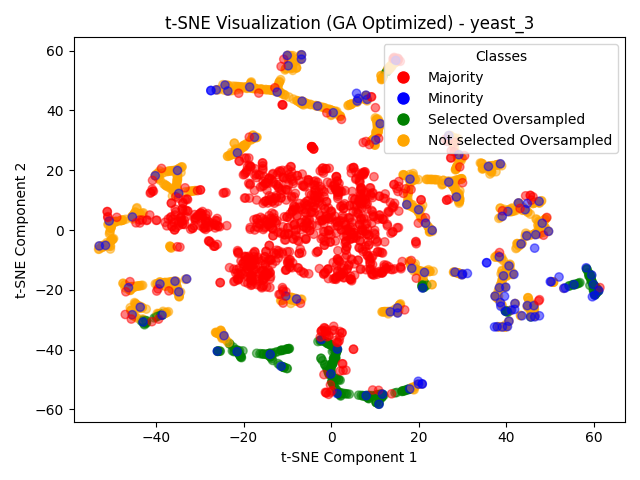 t-SNE Visualization (GA Optimized) - yeast_3
Classes
Majority
Minority
Selected Oversampled
Not selected Oversampled
60
40
20
0
−20
−40
−60
t-SNE Component 2
−40
−20
0
20
40
60
t-SNE Component 1